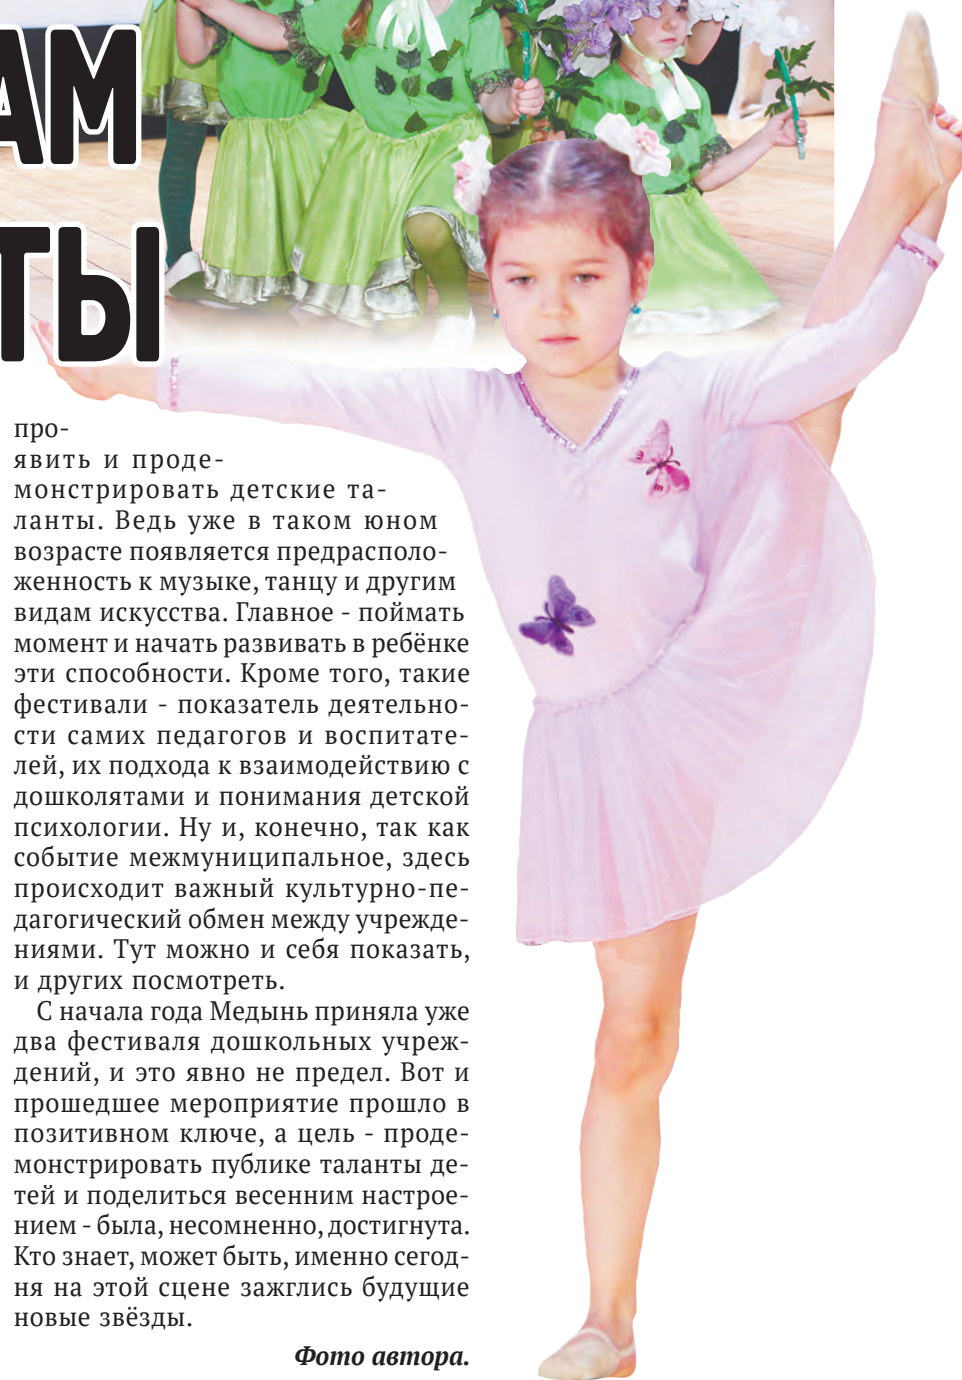 АМ
ТЫ
про-
явить и проде-
монстрировать детские та-
ланты. Ведь уже в таком юном
возрасте появляется предрасполо-
женность к музыке, танцу и другим
видам искусства. Главное - поймать
момент и начать развивать в ребёнке
эти способности. Кроме того, такие
фестивали - показатель деятельно-
сти самих педагогов и воспитате-
лей, их подхода к взаимодействию с
дошколятами и понимания детской
психологии. Ну и, конечно, так как
событие межмуниципальное, здесь
происходит важный культурно-пе-
дагогический обмен между учрежде-
ниями. Тут можно и себя показать,
и других посмотреть.
С начала года Медынь приняла уже
два фестиваля дошкольных учреж-
дений, и это явно не предел. Вот и
прошедшее мероприятие прошло в
позитивном ключе, а цель - проде-
монстрировать публике таланты де-
тей и поделиться весенним настрое-
нием - была, несомненно, достигнута.
Кто знает, может быть, именно сегод-
ня на этой сцене зажглись будущие
новые звёзды.
Фото автора.